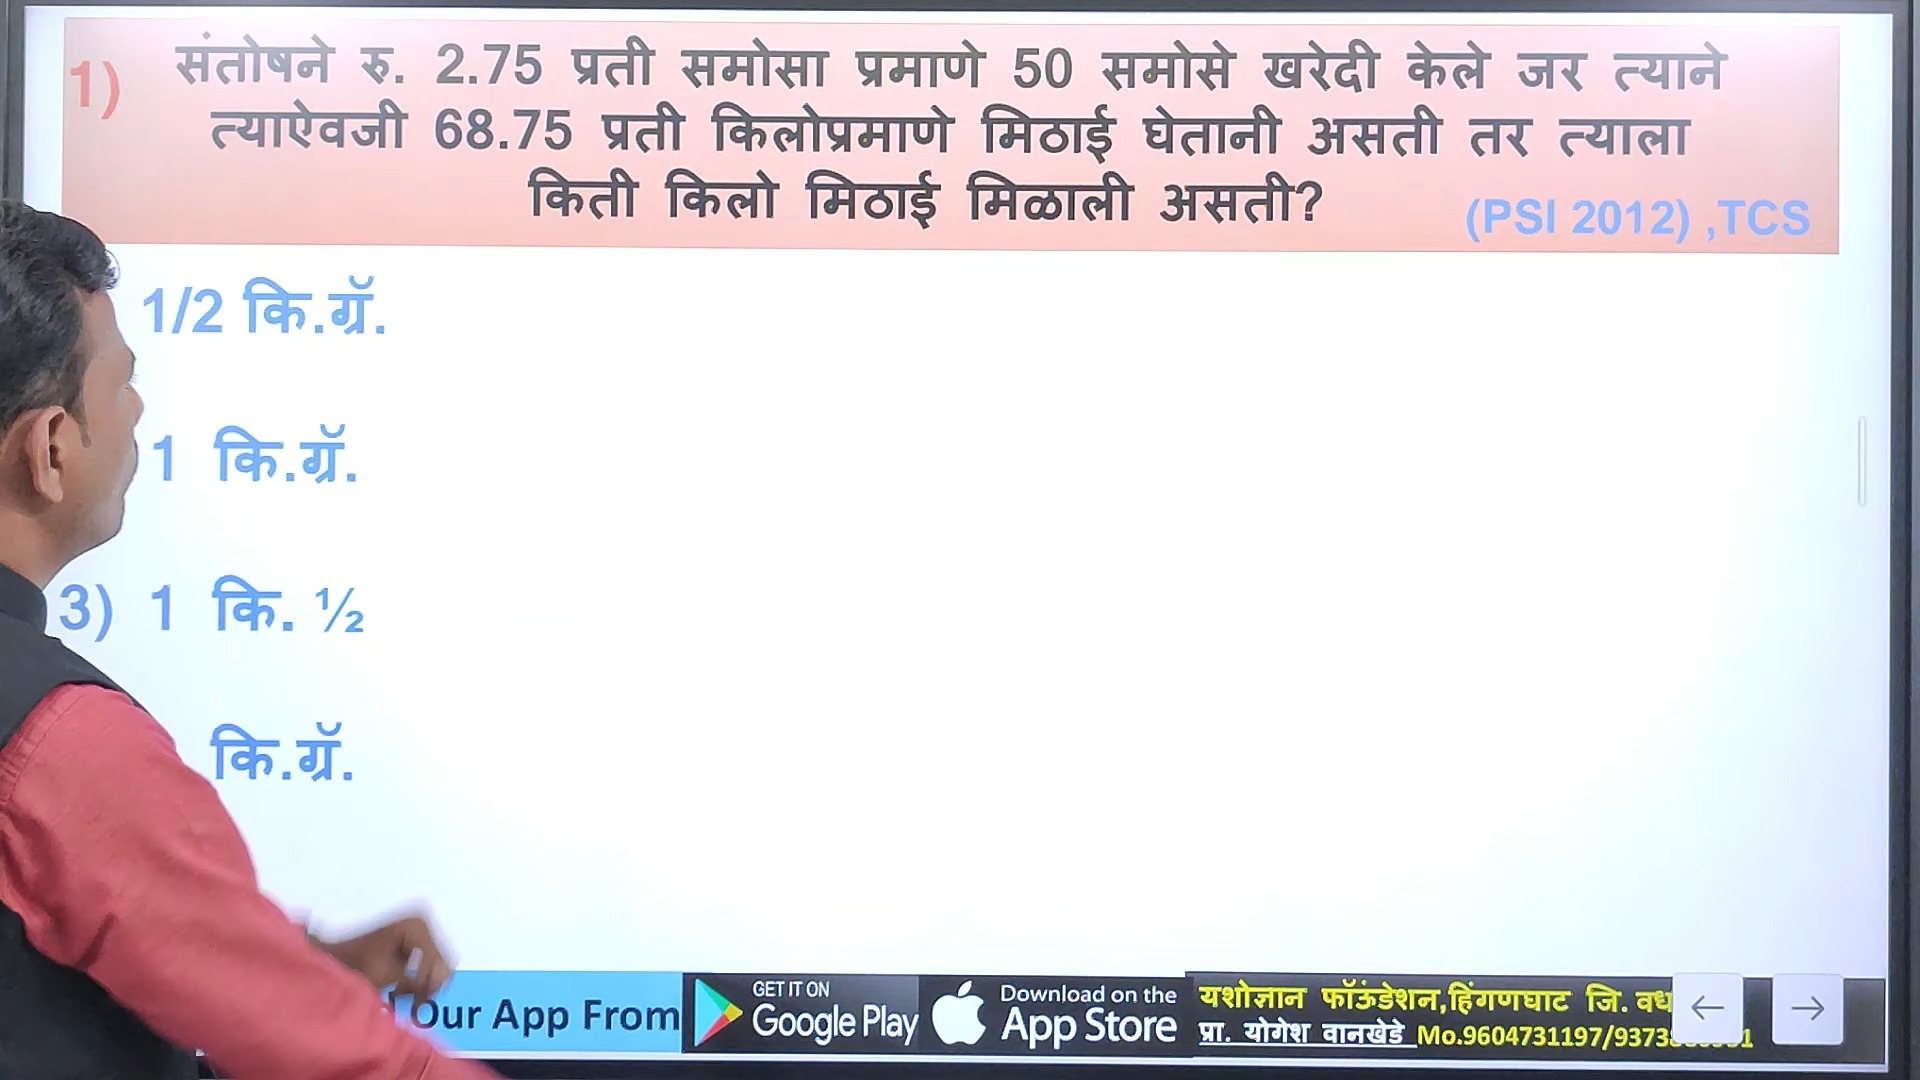 1) संतोषने रु. 2.75 प्रती समोसा प्रमाणे 50 समोसे खरेदी केले जर त्याने
त्याऐवजी 68.75 प्रती किलोप्रमाणे मिठाई घेतानी असती तर त्याला
किती किलो मिठाई मिळाली असती?
(PSI 2012) ,TCS
1/2 कि.ग्रॅ.
1 कि.ग्रॅ.
3) 1 कि. ½
कि.ग्रॅ.
Our App From
GET IT ON
Google Play
Download on the
App Store
यशोज्ञान फॉऊंडेशन,हिंगणघाट जि.
प्रा. योगेश वानखेडे Mo.9604731197/